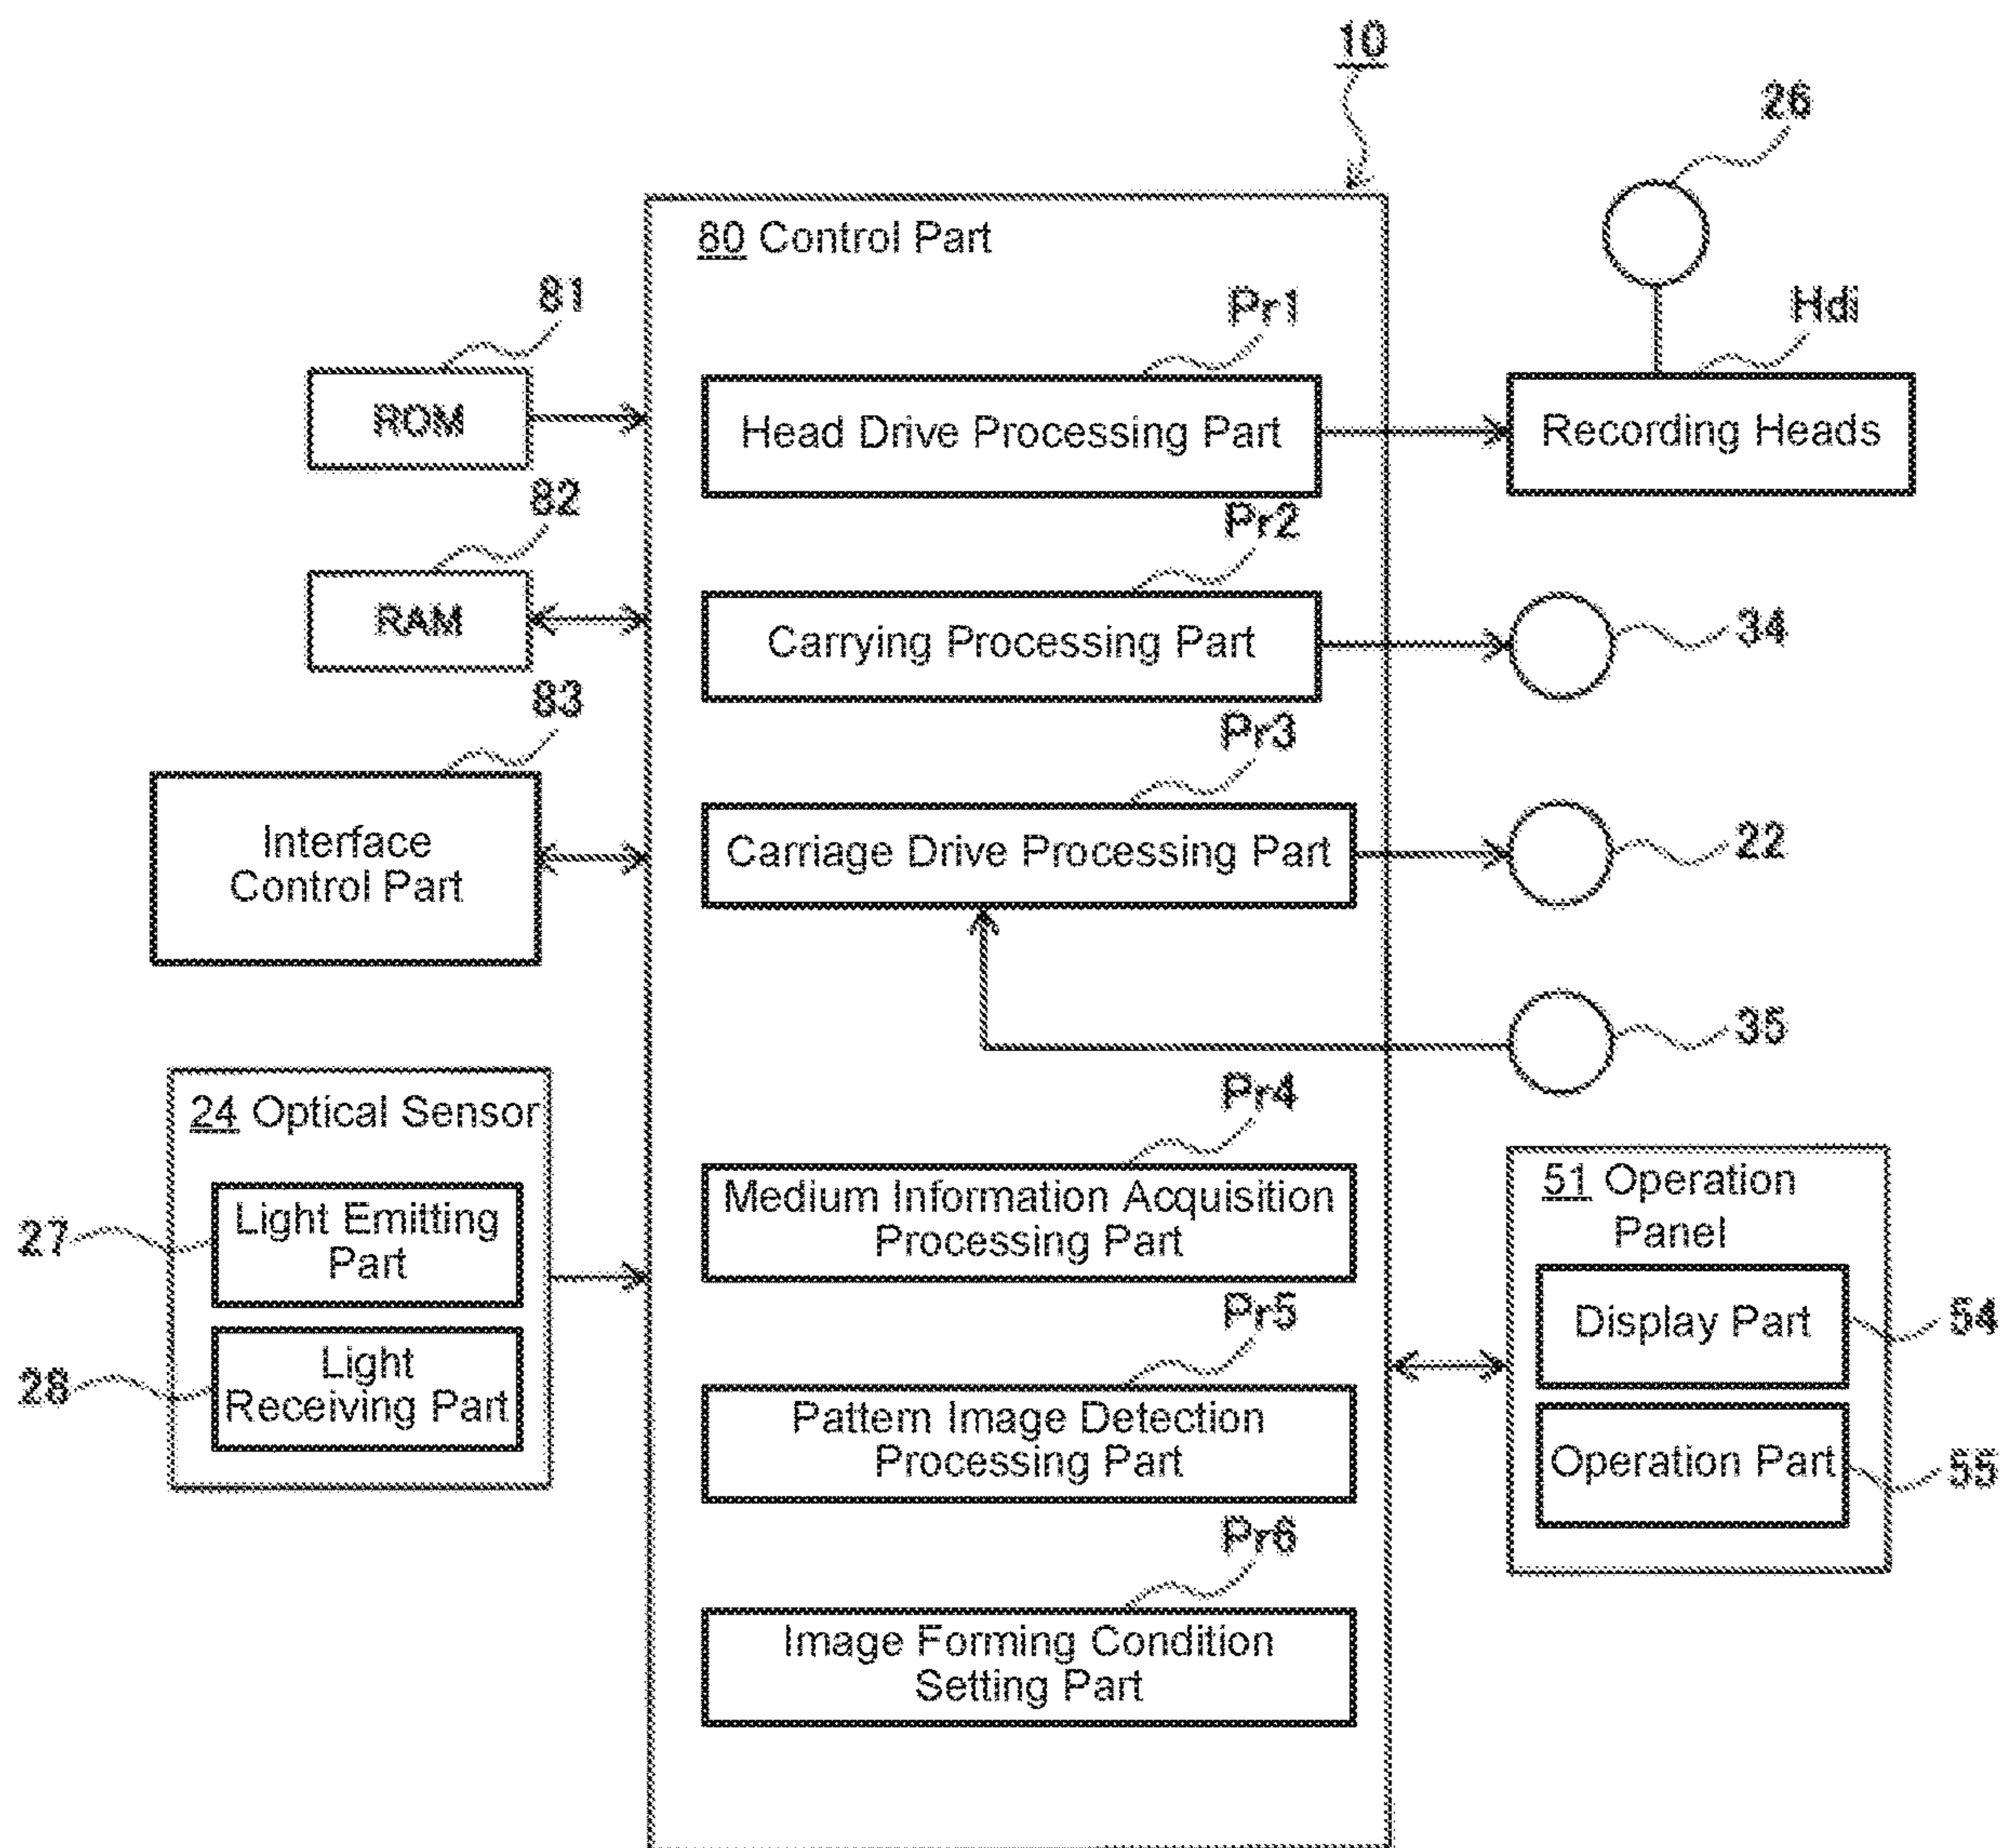 10
26
80 Control Part
81
Pr1
Hdi
ROM
Head Drive Processing Part
Recording Heads
82
Pr2
RAM
Carrying Processing Part
34
83
Pr3
Interface
Control Part
Carriage Drive Processing Part
22
35
24 Optical Sensor
Pr4
27
Light Emitting
Part
Medium Information Acquisition
Processing Part
51 Operation
Panel
28
Light
Receiving Part
Pr5
Display Part
54
Pattern Image Detection
Processing Part
Operation Part
55
Pr6
Image Forming Condition
Setting Part